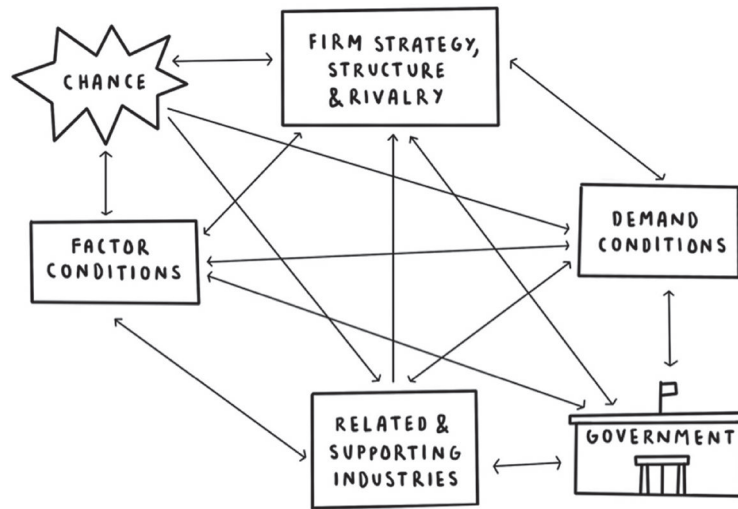 CHANCE
FIRM STRATEGY,
STRUCTURE
& RIVALRY
FACTOR
CONDITIONS
DEMAND
CONDITIONS
RELATED &
SUPPORTING
INDUSTRIES
GOVERNMENT